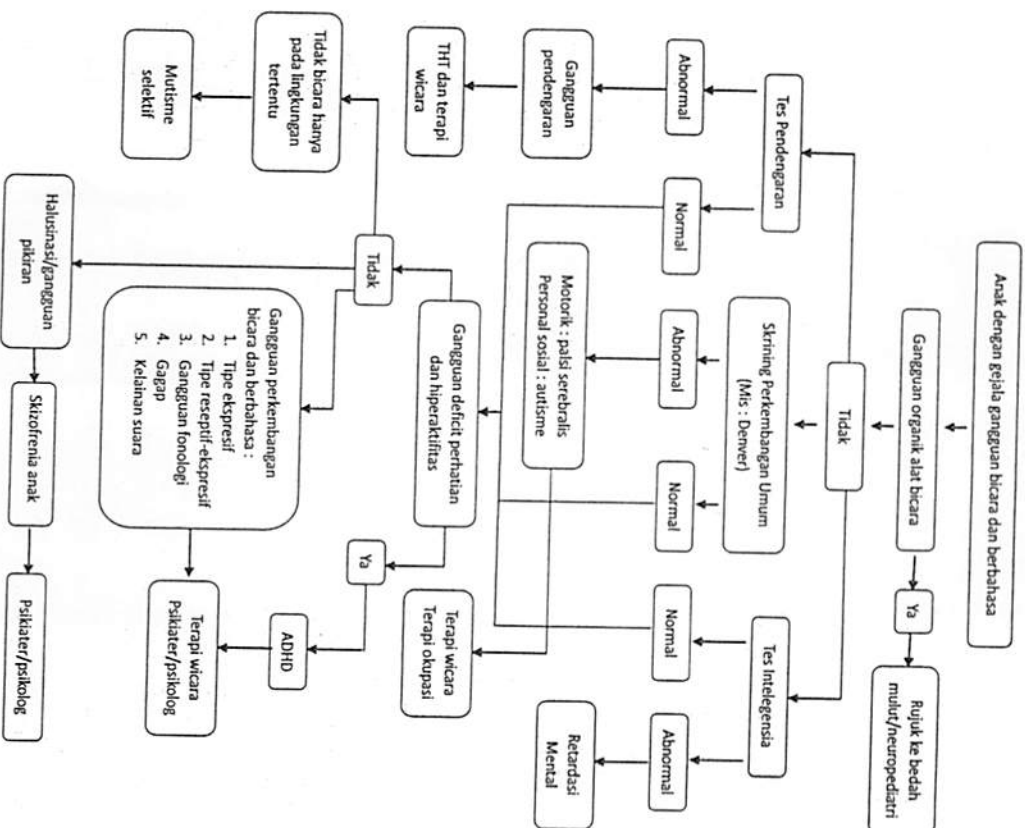 Anak dengan gejala gangguan bicara dan berbahasa
Gangguan organik alat bicara
Ya
Rujuk ke bedah
mulut/neuropediatri
Tidak
Tes Pendengaran
Skrining Perkembangan Umum
(Mis : Denver)
Tes Intelegensia
Abnormal
Normal
Abnormal
Normal
Normal
Abnormal
Gangguan
pendengaran
Motorik : palsi serebralis
Personal sosial : autisme
Retardasi
Mental
THT dan terapi
wicara
Terapi wicara
Terapi okupasi
Gangguan deficit perhatian
dan hiperaktifitas
Tidak
Ya
ADHD
Tidak bicara hanya
pada lingkungan
tertentu
Gangguan perkembangan
bicara dan berbahasa :
1. Tipe ekspresif
2. Tipe reseptif-ekspresif
3. Gangguan fonologi
4. Gagap
5. Kelainan suara
Terapi wicara
Psikiater/psikolog
Mutisme
selektif
Halusinasi/gangguan
pikiran
Skizofrenia anak
Psikiater/psikolog